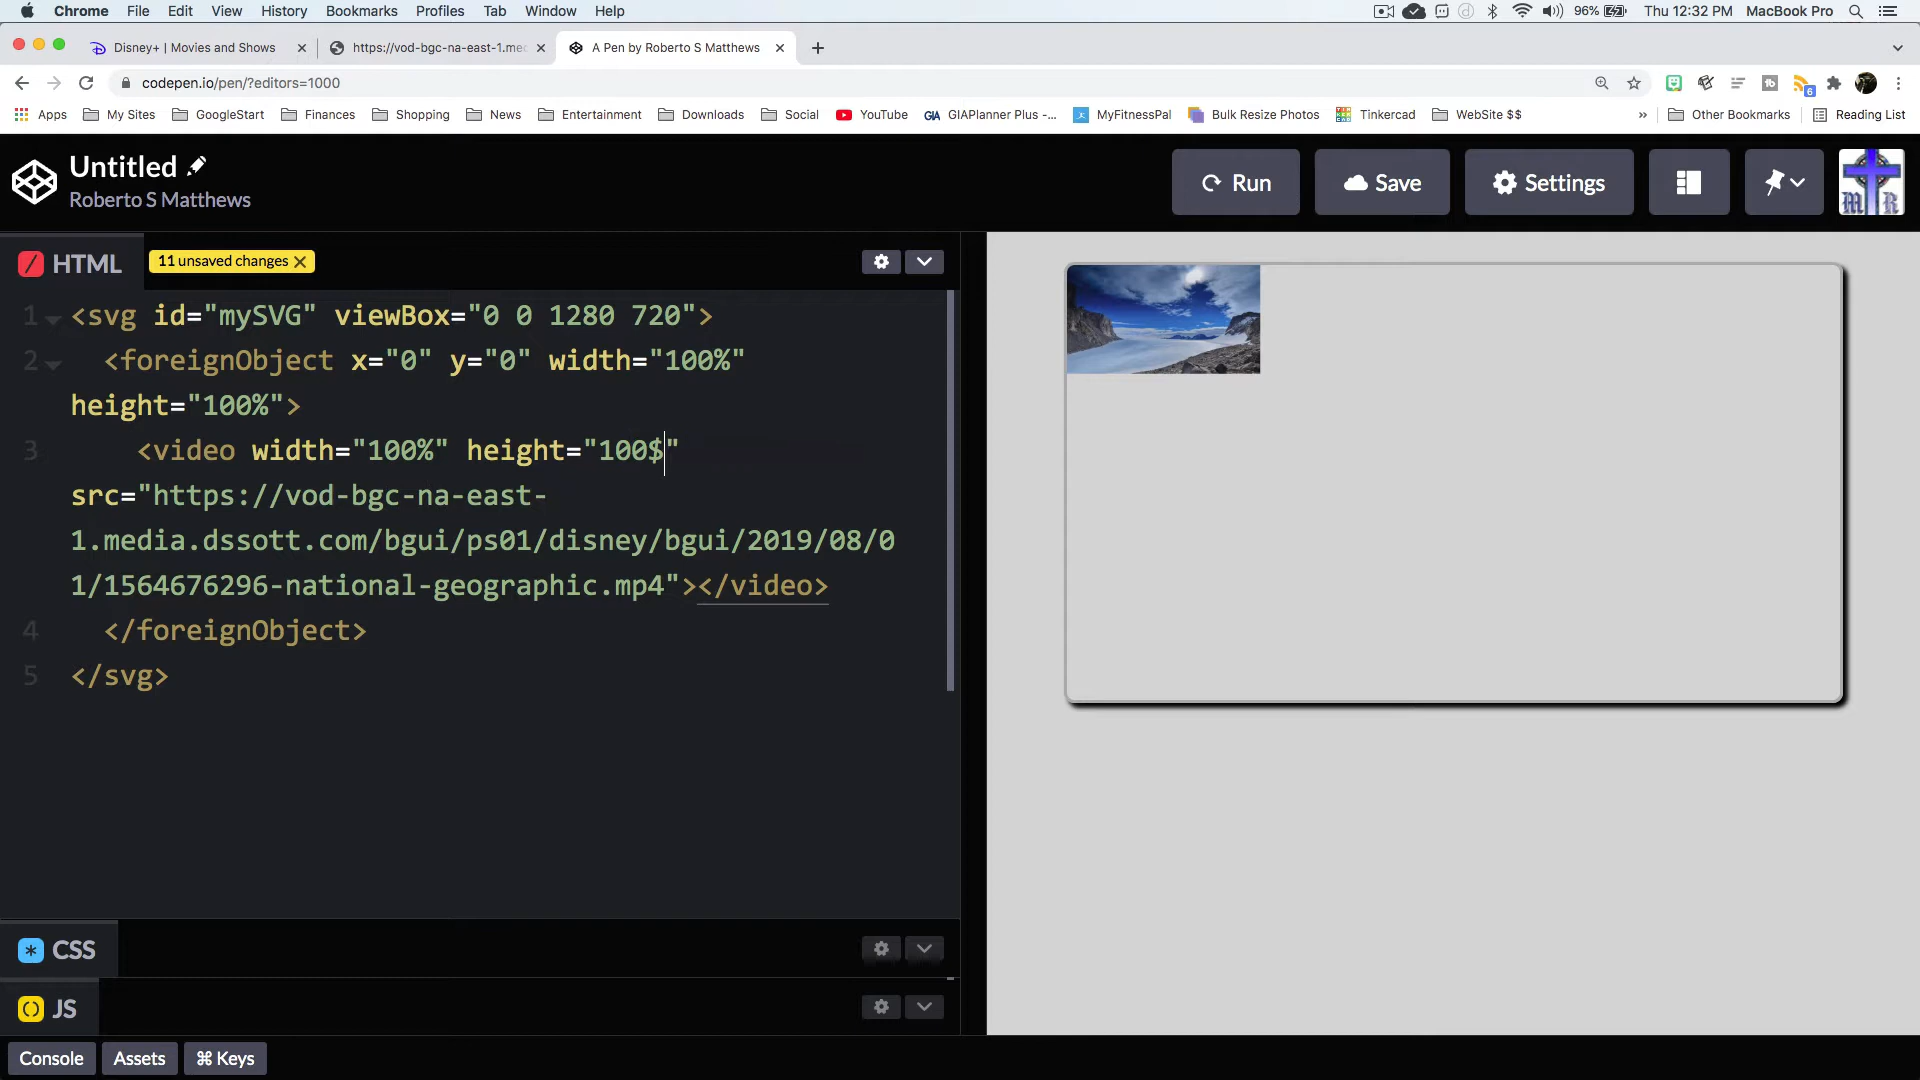 Chrome File Edit View History Bookmarks Profiles Tab Window Help 96% Thu 12:32 PM MacBook Pro
Disney+ | Movies and Shows https://vod-bgc-na-east-1.med A Pen by Roberto S Matthews
codepen.io/pen/?editors=1000 6
Apps My Sites GoogleStart Finances Shopping News Entertainment Downloads Social YouTube GIA GIAPlanner Plus -... MyFitnessPal Bulk Resize Photos Tinkercad WebSite $$ » Other Bookmarks Reading List
Untitled
Roberto S Matthews
Run Save Settings
M R
/ HTML 11 unsaved changes
1 <svg id="mySVG" viewBox="0 0 1280 720">
2 <foreignObject x="0" y="0" width="100%"
height="100%">
3 <video width="100%" height="100$"
src="https://vod-bgc-na-east-
1.media.dssott.com/bgui/ps01/disney/bgui/2019/08/0
1/1564676296-national-geographic.mp4"></video>
4 </foreignObject>
5 </svg>
* CSS
() JS
Console Assets ⌘ Keys